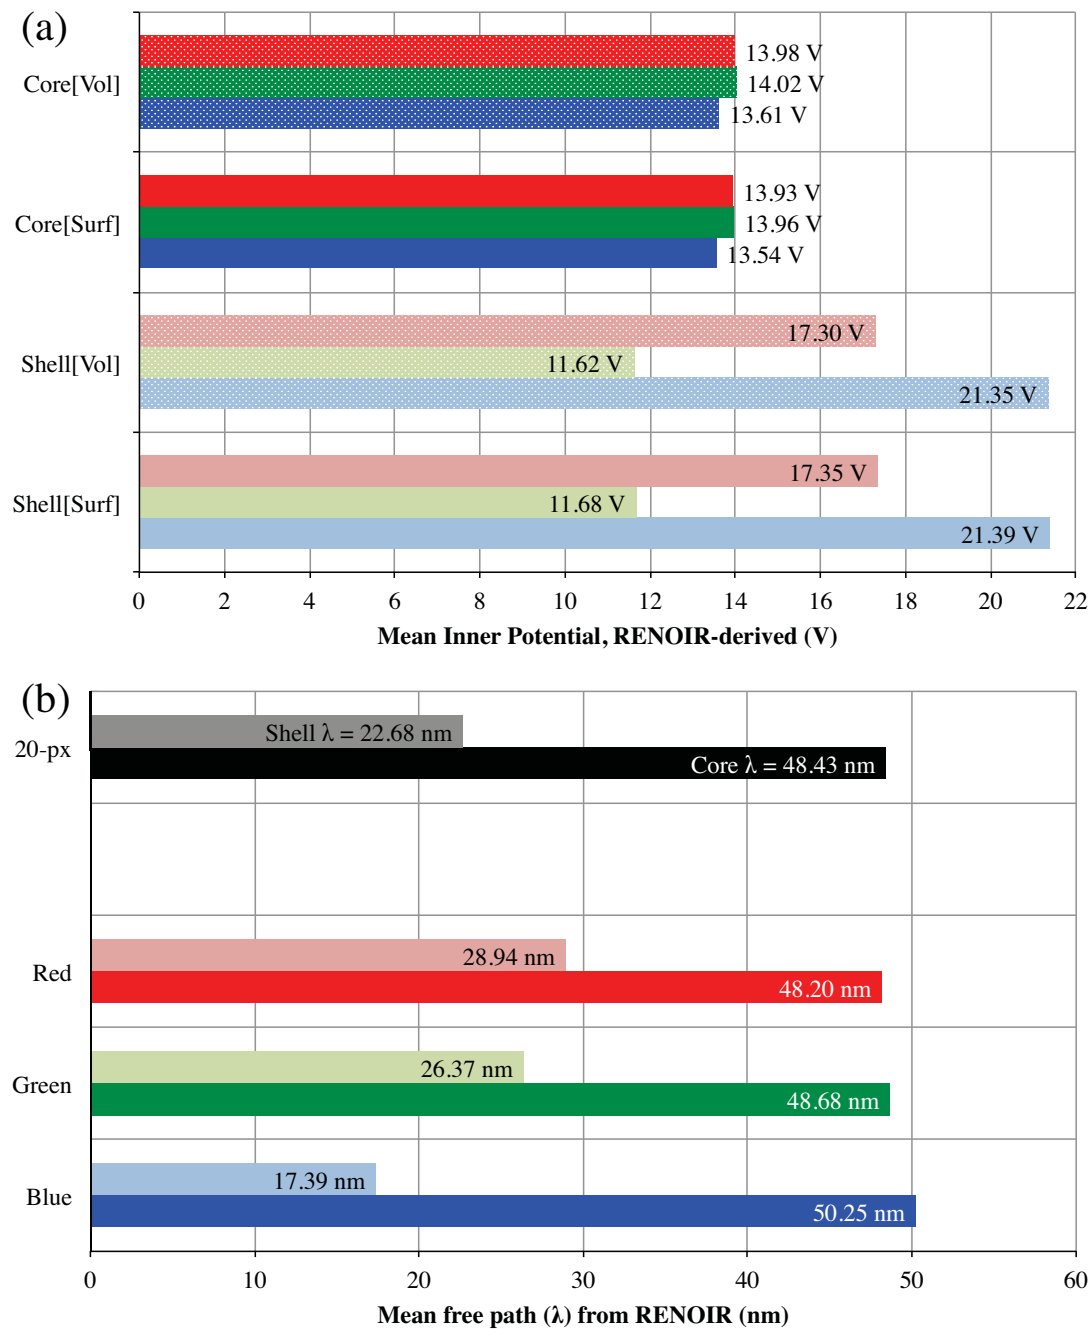 (a)
Core[Vol]
13.98 V
14.02 V
13.61 V
Core[Surf]
13.93 V
13.96 V
13.54 V
Shell[Vol]
17.30 V
11.62 V
21.35 V
Shell[Surf]
17.35 V
11.68 V
21.39 V
0 2 4 6 8 10 12 14 16 18 20 22
Mean Inner Potential, RENOIR-derived (V)
(b)
20-px
Shell λ = 22.68 nm
Core λ = 48.43 nm
Red
28.94 nm
48.20 nm
Green
26.37 nm
48.68 nm
Blue
17.39 nm
50.25 nm
0 10 20 30 40 50 60
Mean free path (λ) from RENOIR (nm)